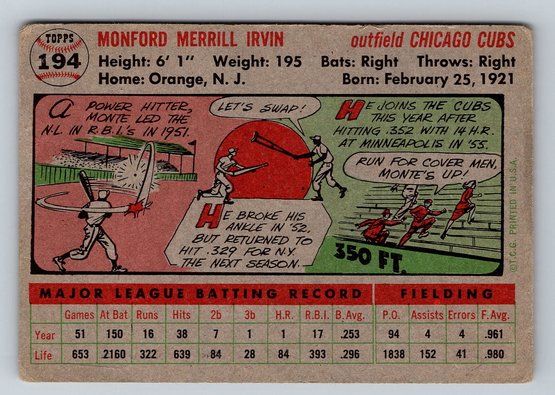 TOPPS
194
MONFORD MERRILL IRVIN
outfield CHICAGO CUBS
Height: 6' 1" Weight: 195 Bats: Right Throws: Right
Home: Orange, N. J. Born: February 25, 1921
A POWER HITTER,
MONTE LED THE
N.L. IN R.B.I.'S IN 1951.
LET'S SWAP!
HE BROKE HIS
ANKLE IN '52,
BUT RETURNED TO
HIT .329 FOR N.Y.
THE NEXT SEASON.
HE JOINS THE CUBS
THIS YEAR AFTER
HITTING .352 WITH 14 H.R.
AT MINNEAPOLIS IN '55.
RUN FOR COVER MEN,
MONTE'S UP!
350 FT.
© T.C.G. PRINTED IN U.S.A.
MAJOR LEAGUE BATTING RECORD FIELDING
Games At Bat Runs Hits 2b 3b H.R. R.B.I. B. Avg. P.O. Assists Errors F. Avg.
Year 51 150 16 38 7 1 1 17 .253 94 4 4 .961
Life 653 2160 322 639 84 28 84 393 .296 1838 152 41 .980